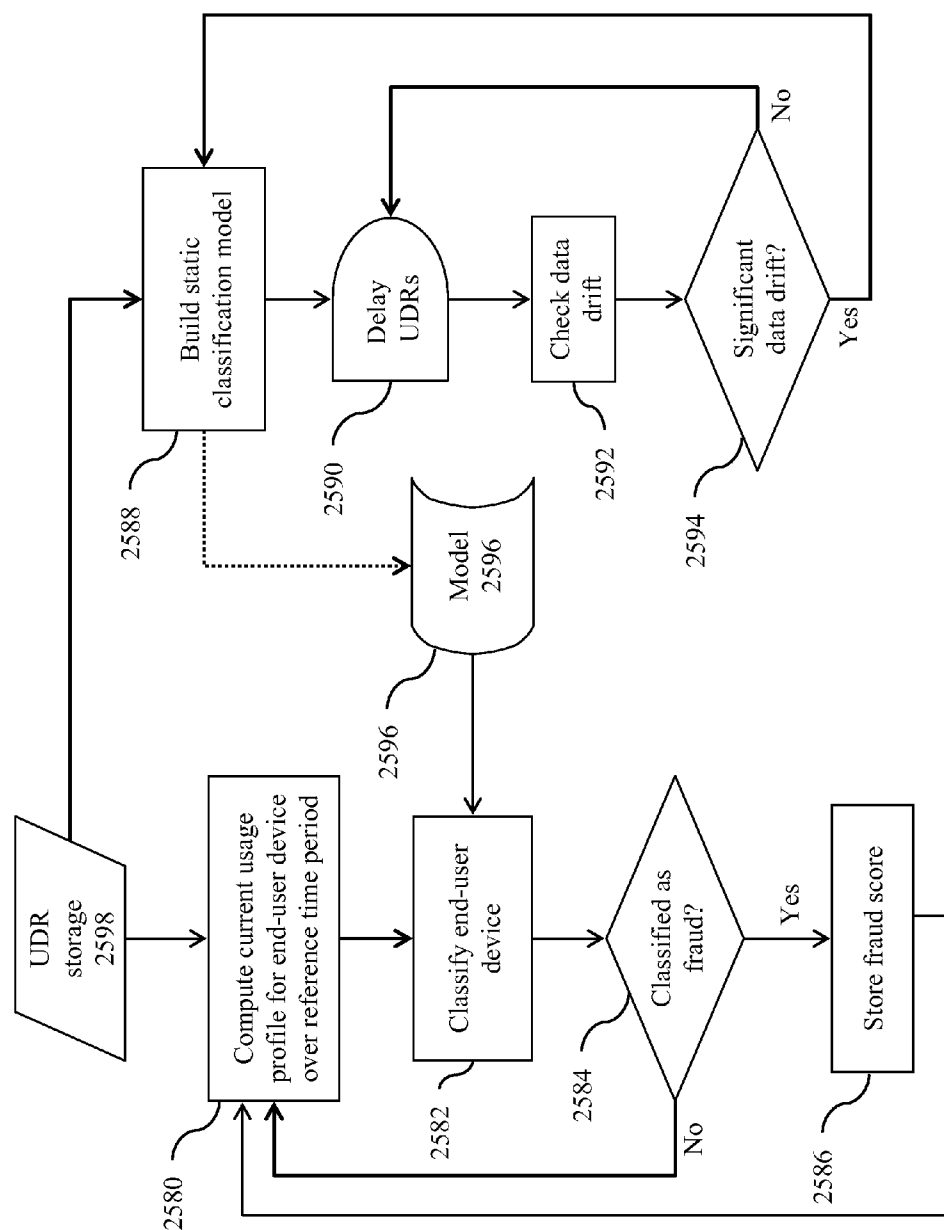 UDR
storage
2598
2580
Compute current usage
profile for end-user device
over reference time period
2582
Classify end-user
device
2584
Classified as
fraud?
No
Yes
2586
Store fraud score
2588
Build static
classification model
2590
Delay
UDRs
2596
Model
2596
2592
Check data
drift
2594
Significant
data drift?
No
Yes